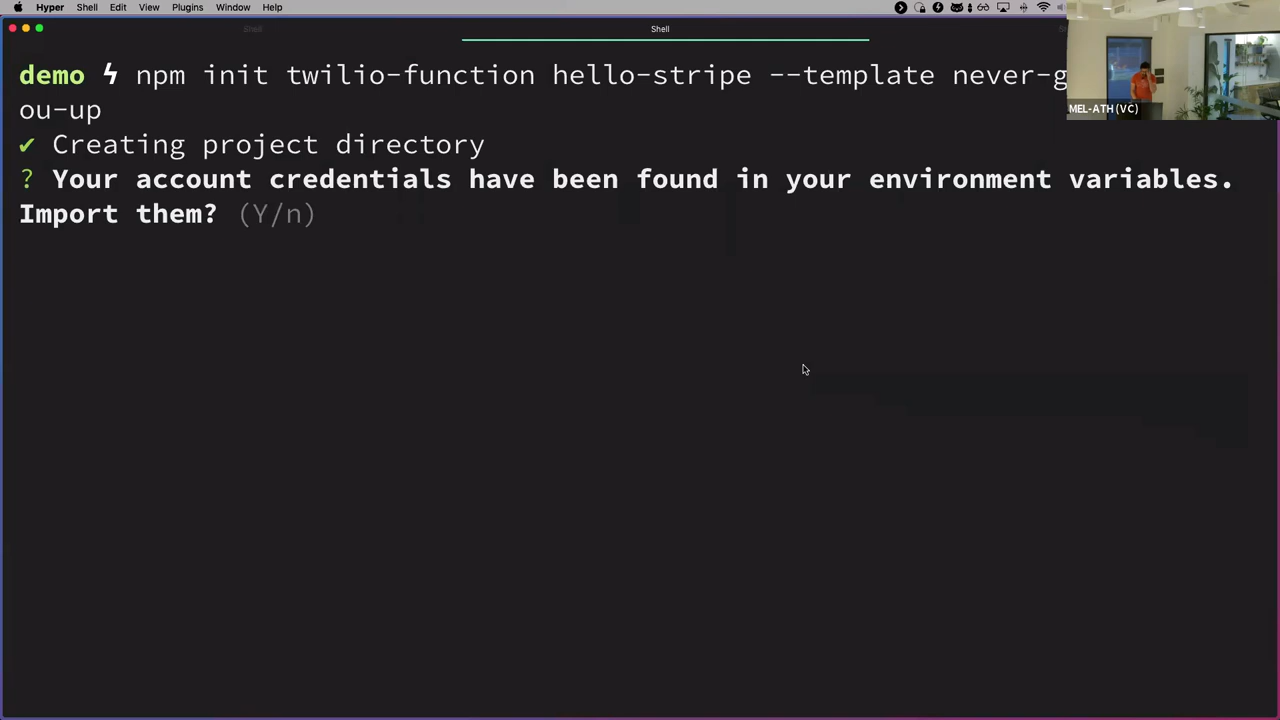 Hyper Shell Edit View Plugins Window Help
Shell Shell
demo npm init twilio-function hello-stripe --template never-g
ou-up
✔ Creating project directory
? Your account credentials have been found in your environment variables.
Import them? (Y/n)
MEL-ATH (VC)